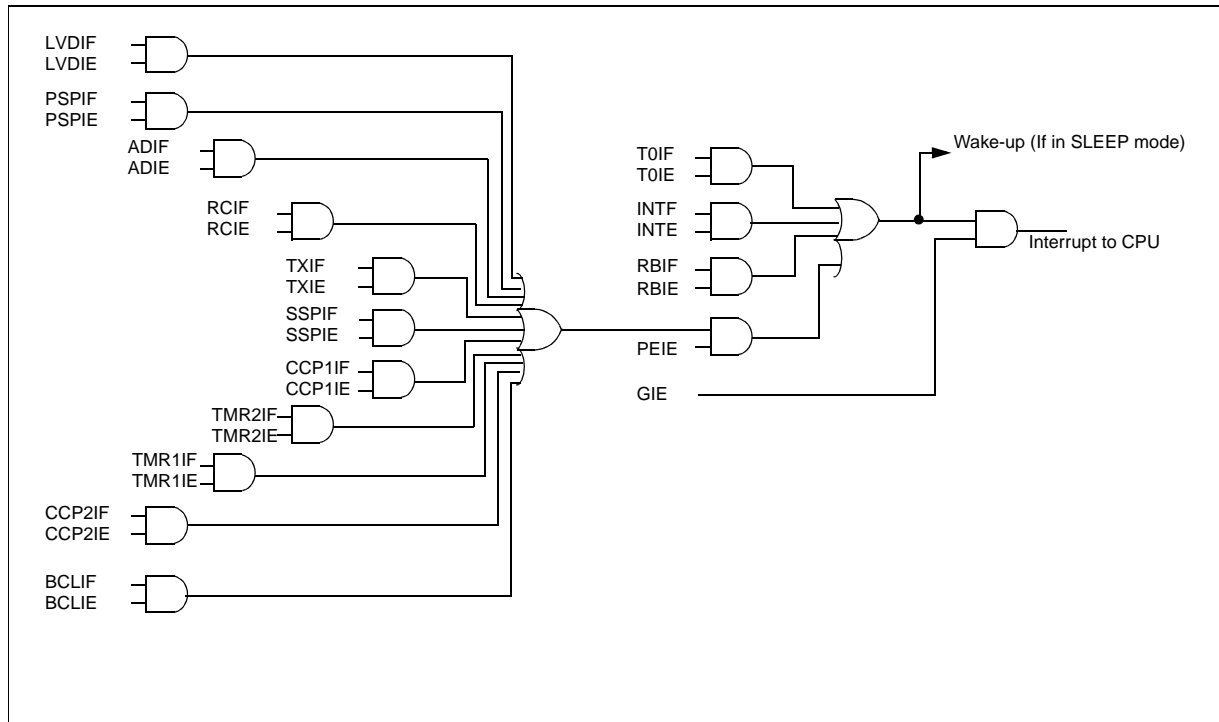 LVDIF
LVDIE
PSPIF
PSPIE
ADIF
ADIE
RCIF
RCIE
TXIF
TXIE
SSPIF
SSPIE
CCP1IF
CCP1IE
TMR2IF
TMR2IE
TMR1IF
TMR1IE
CCP2IF
CCP2IE
BCLIF
BCLIE
T0IF
T0IE
INTF
INTE
RBIF
RBIE
PEIE
GIE
Wake-up (If in SLEEP mode)
Interrupt to CPU